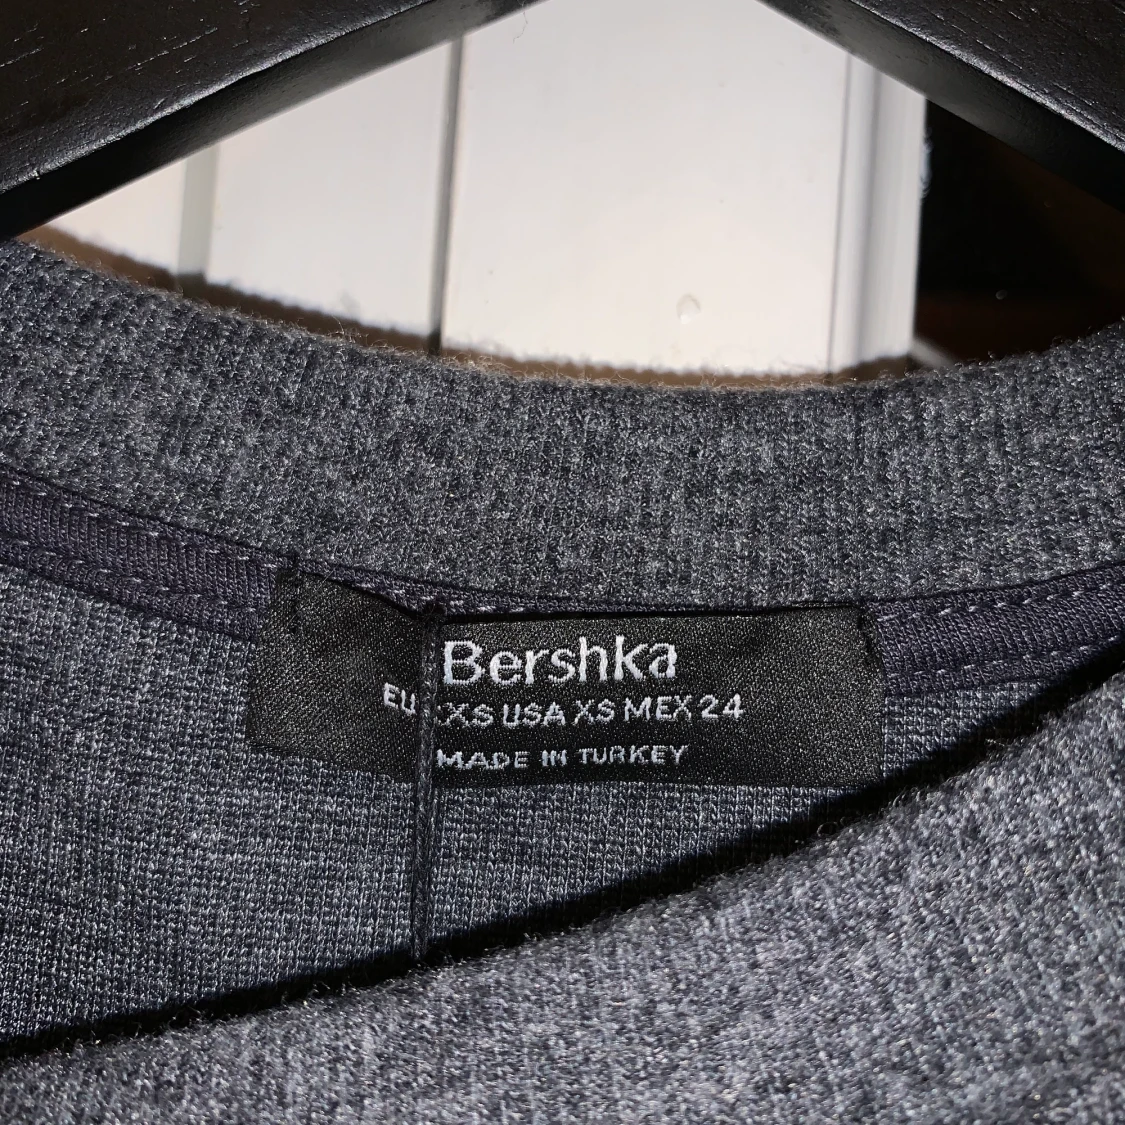 Bershka
EU XS USA XS MEX 24
MADE IN TURKEY